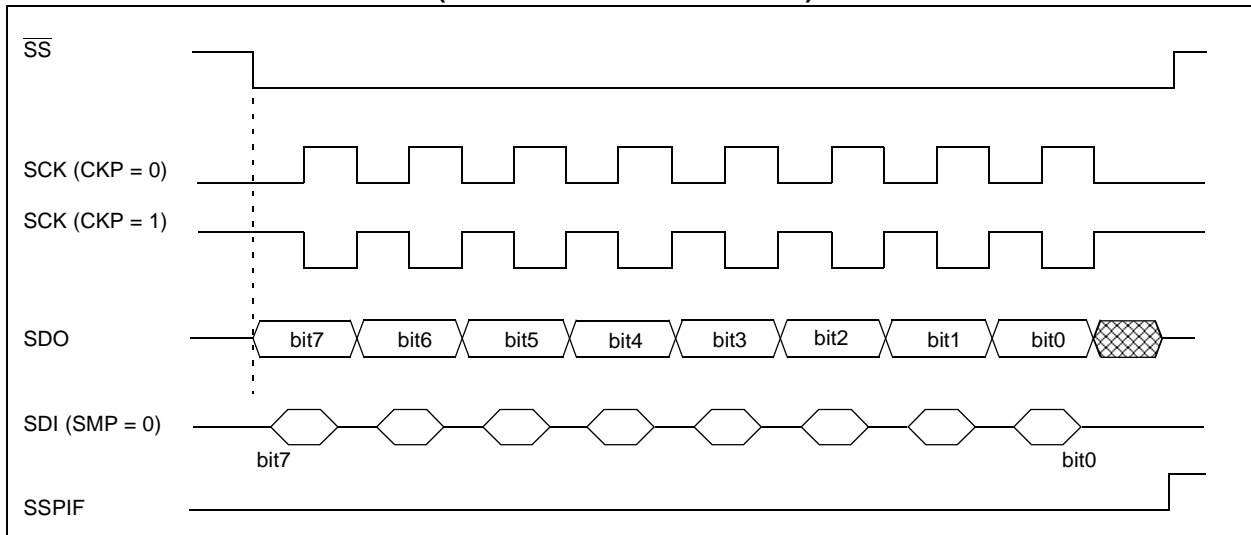 SS
SCK (CKP = 0)
SCK (CKP = 1)
SDO
bit7 bit6 bit5 bit4 bit3 bit2 bit1 bit0
SDI (SMP = 0)
bit7 bit0
SSPIF